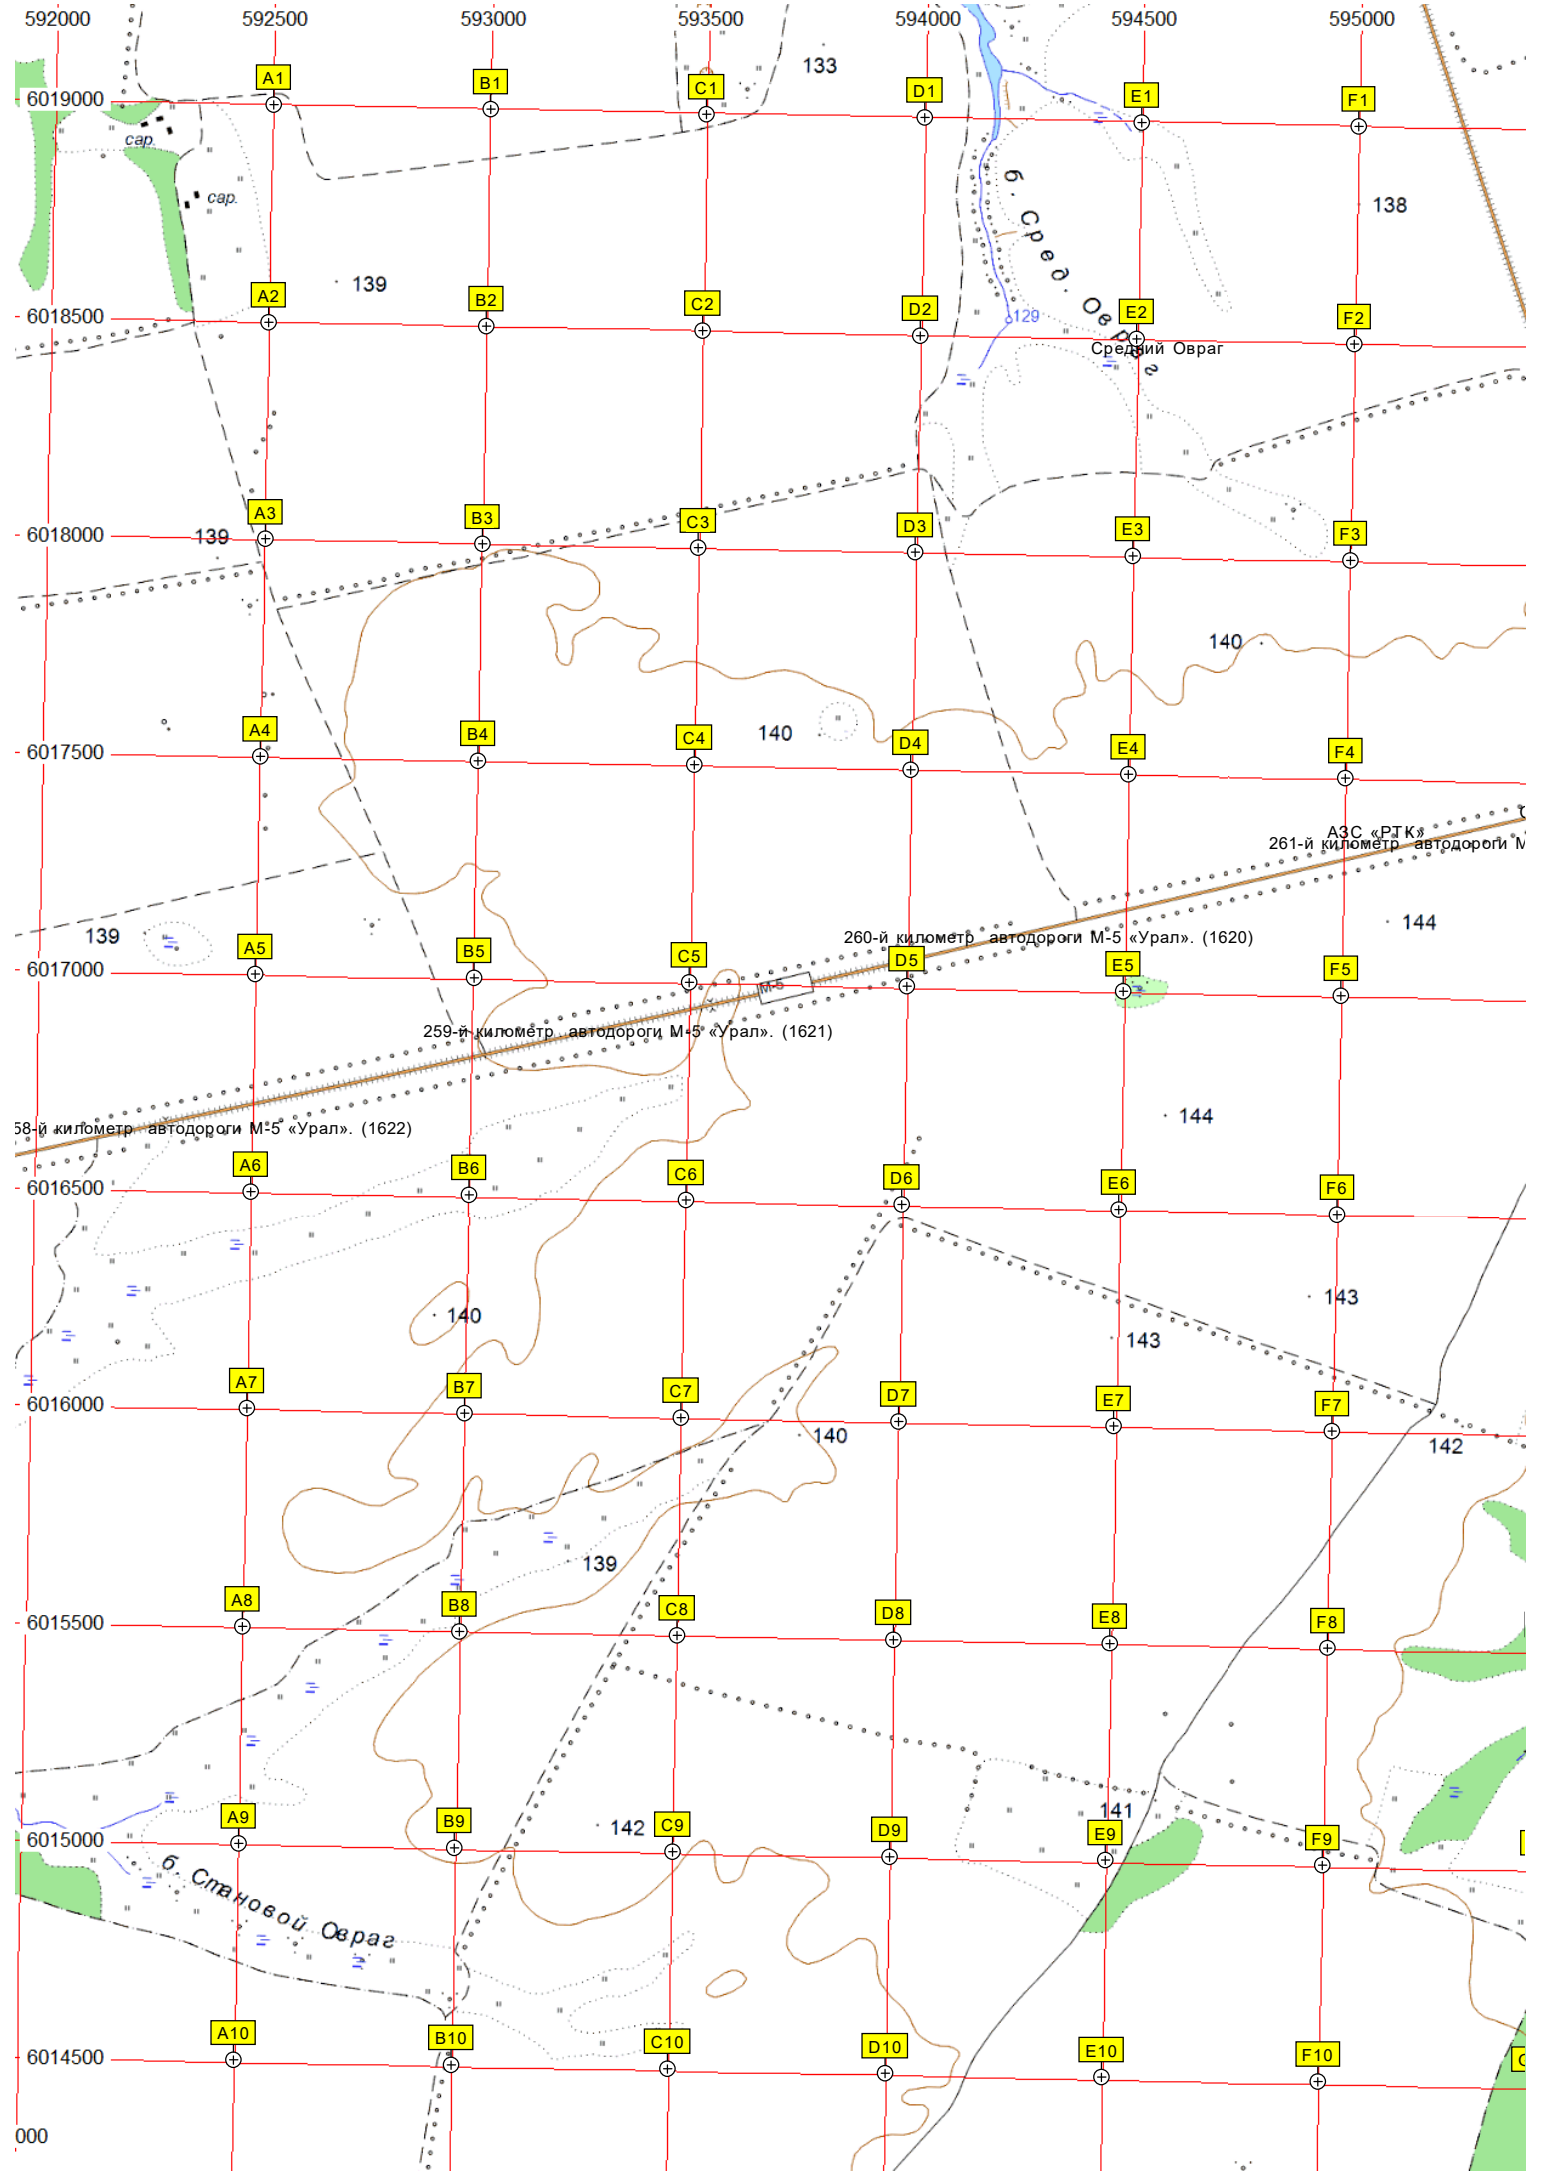 592000 592500 593000 593500 594000 594500 595000
133
A1 B1 C1 D1 E1 F1
6019000
сар.
сар.
б. Сред. Овраг
138
139
A2 B2 C2 D2 E2 F2
6018500
129
Средний Овраг
A3 B3 C3 D3 E3 F3
6018000
139
140
140
A4 B4 C4 D4 E4 F4
6017500
АЗС «РТК»
261-й километр автодороги М
144
139
260-й километр автодороги М-5 «Урал». (1620)
A5 B5 C5 D5 E5 F5
6017000
М-5
259-й километр автодороги М-5 «Урал». (1621)
144
58-й километр автодороги М-5 «Урал». (1622)
A6 B6 C6 D6 E6 F6
6016500
143
140
143
A7 B7 C7 D7 E7 F7
6016000
140
142
139
A8 B8 C8 D8 E8 F8
6015500
141
142
A9 B9 C9 D9 E9 F9
6015000
б. Становой Овраг
A10 B10 C10 D10 E10 F10
6014500
000